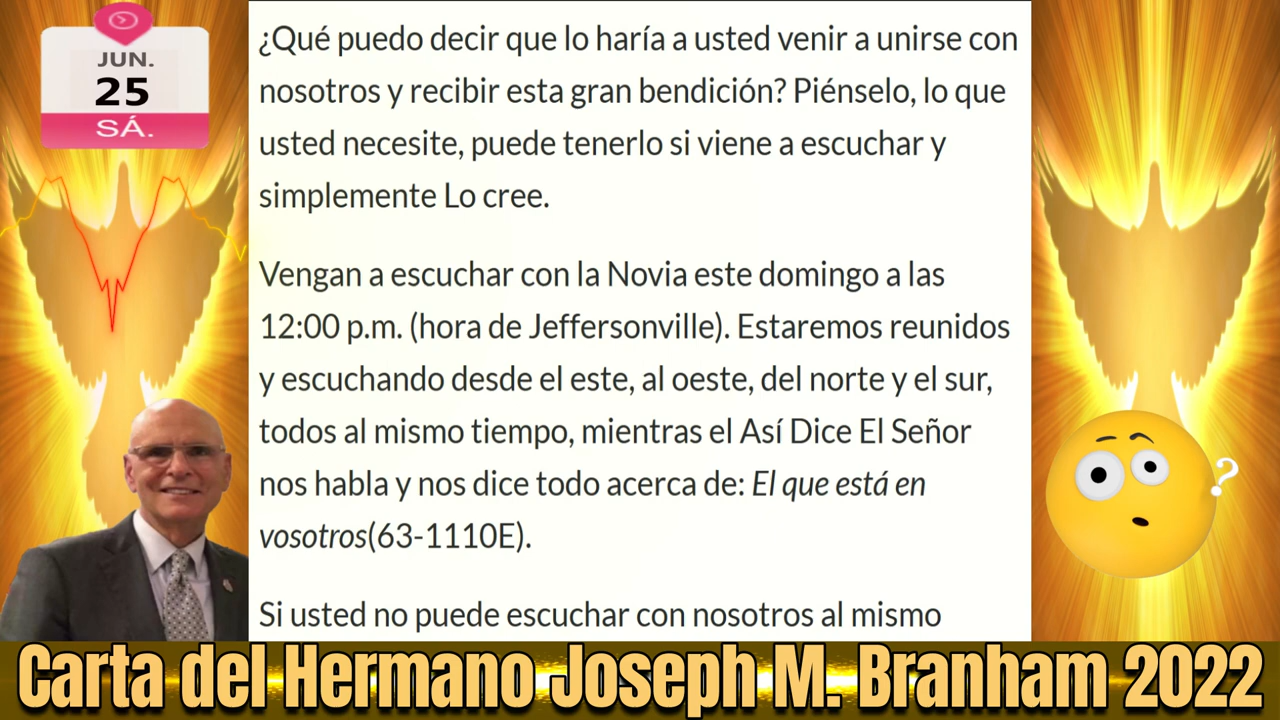 JUN.
25
SÁ.
¿Qué puedo decir que lo haría a usted venir a unirse con
nosotros y recibir esta gran bendición? Piénselo, lo que
usted necesite, puede tenerlo si viene a escuchar y
simplemente Lo cree.
Vengan a escuchar con la Novia este domingo a las
12:00 p.m. (hora de Jeffersonville). Estaremos reunidos
y escuchando desde el este, al oeste, del norte y el sur,
todos al mismo tiempo, mientras el Así Dice El Señor
nos habla y nos dice todo acerca de: El que está en
vosotros(63-1110E).
Si usted no puede escuchar con nosotros al mismo
?
Carta del Hermano Joseph M. Branham 2022